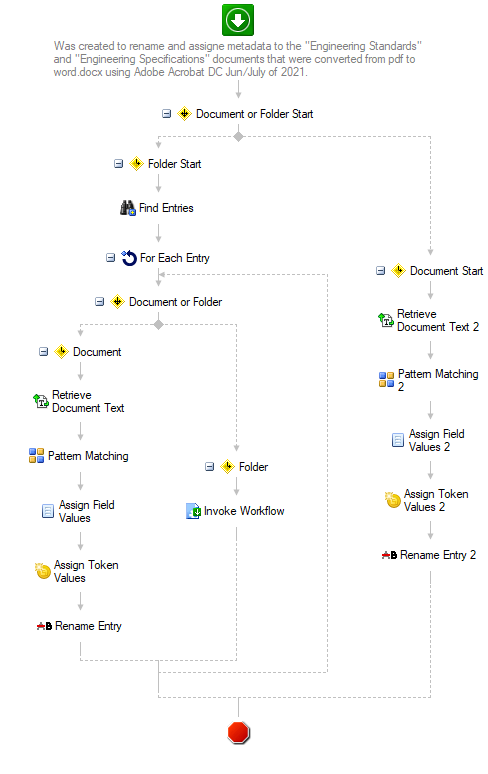 Was created to rename and assigne metadata to the "Engineering Standards"
and "Engineering Specifications" documents that were converted from pdf to
word.docx using Adobe Acrobat DC Jun/July of 2021.
Document or Folder Start
Folder Start
Find Entries
For Each Entry
Document or Folder
Document
Retrieve
Document Text
Pattern Matching
Assign Field
Values
Assign Token
Values
Rename Entry
Folder
Invoke Workflow
Document Start
Retrieve
Document Text 2
Pattern Matching
2
Assign Field
Values 2
Assign Token
Values 2
Rename Entry 2